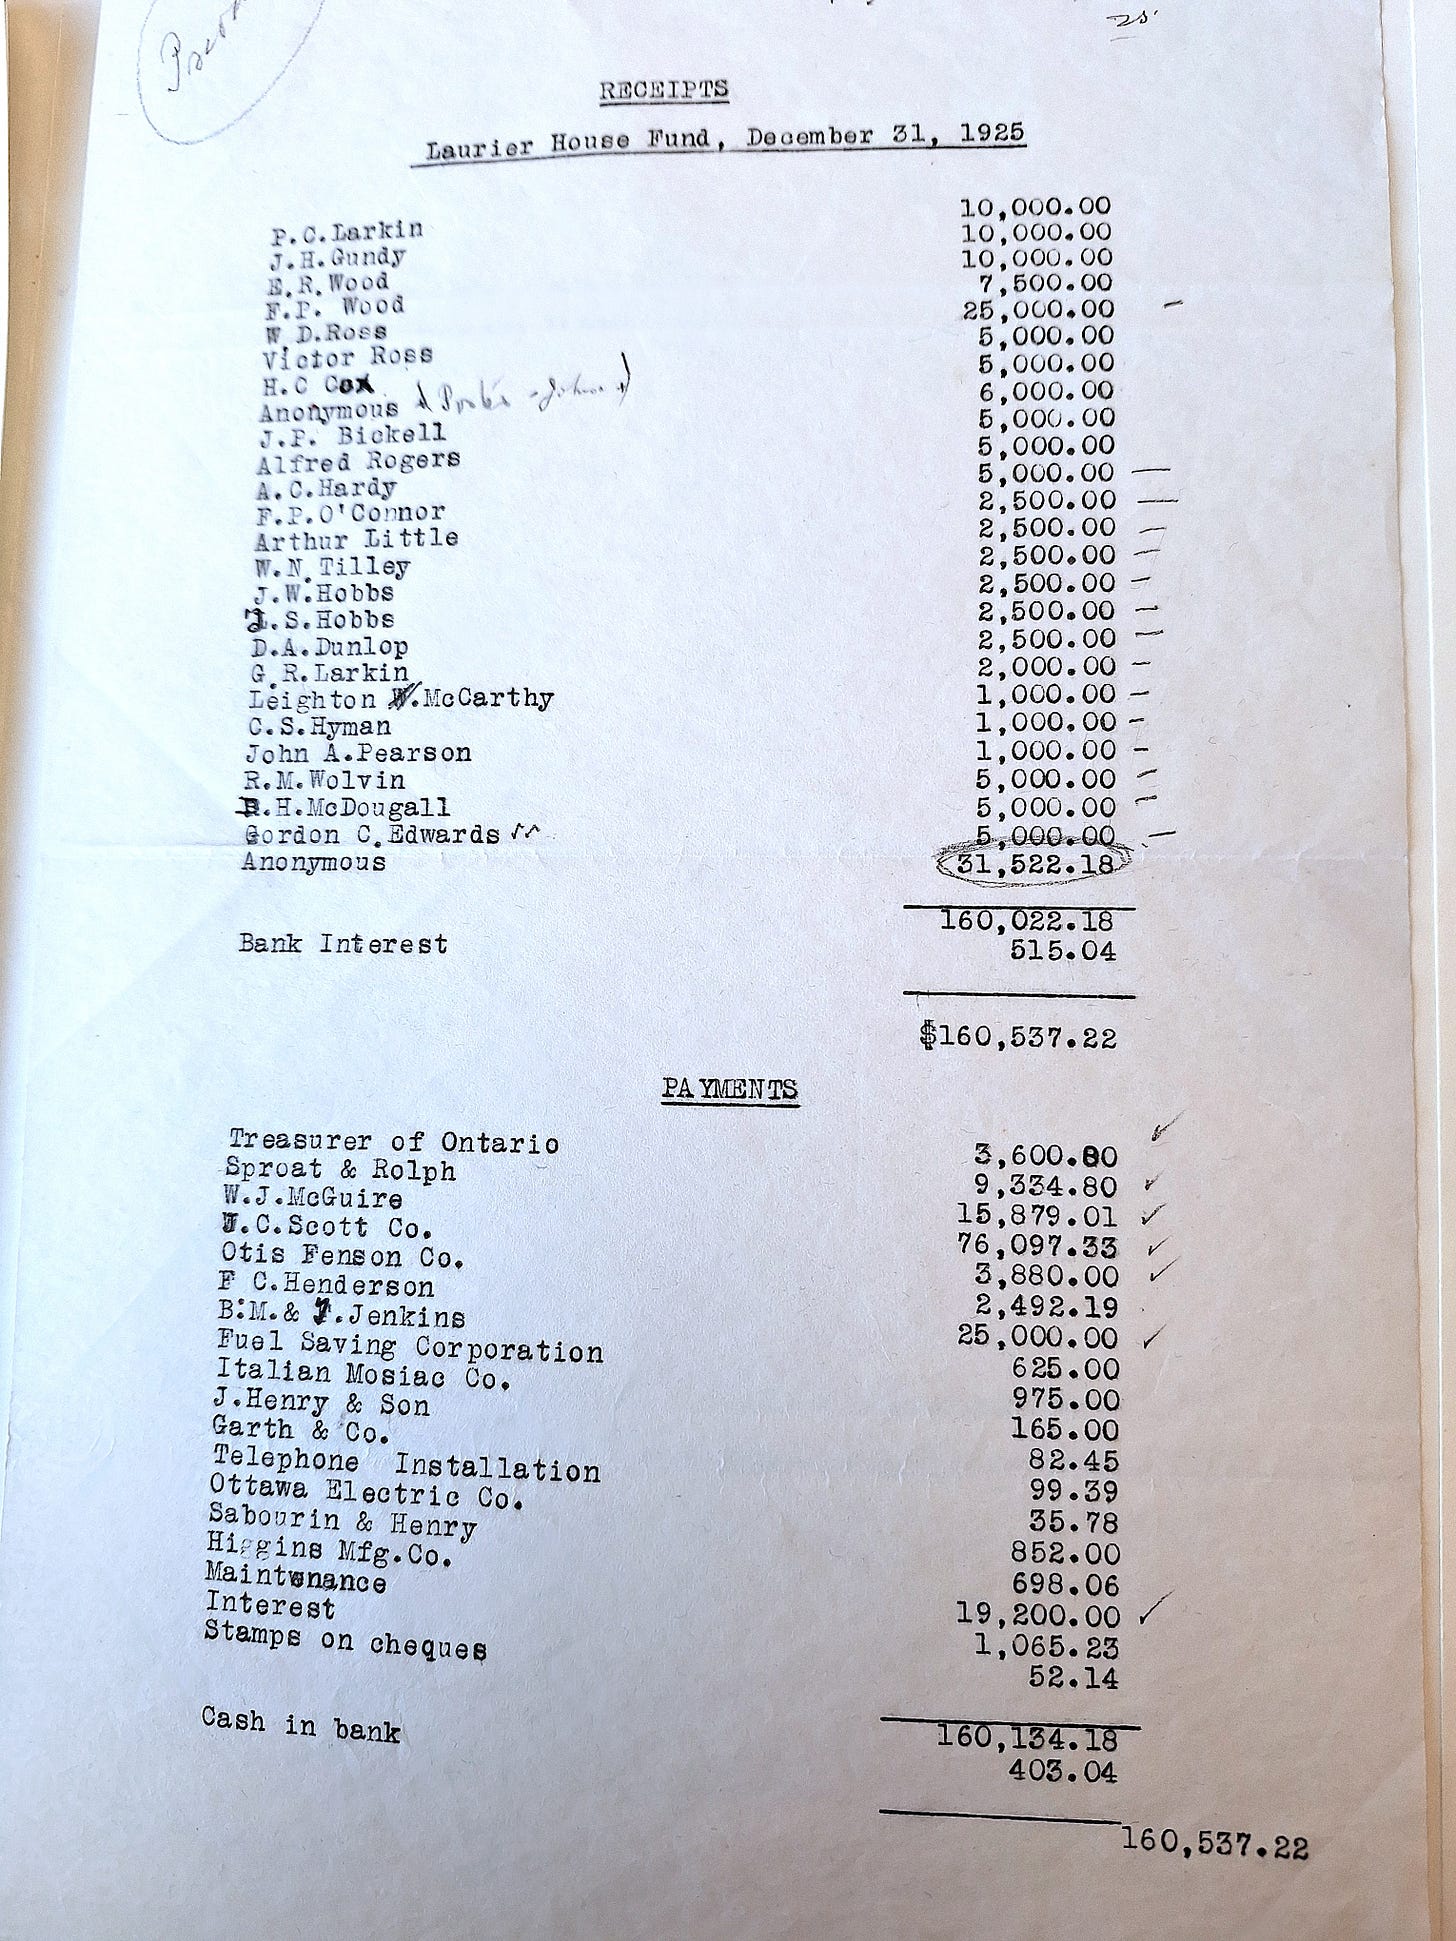 25
RECEIPTS
Laurier House Fund, December 31, 1925
P.C.Larkin 10,000.00
J.H.Gundy 10,000.00
E.R.Wood 10,000.00
F.P. Wood 7,500.00
W.D.Ross 25,000.00 –
Victor Ross 5,000.00
H.C Cox 5,000.00
Anonymous 6,000.00
J.P. Bickell 5,000.00
Alfred Rogers 5,000.00
A.C.Hardy 5,000.00 —
F.P.O'Connor 2,500.00 —
Arthur Little 2,500.00 –
W.N.Tilley 2,500.00 –
J.W.Hobbs 2,500.00 –
T.S.Hobbs 2,500.00 –
D.A.Dunlop 2,500.00 –
G.R.Larkin 2,000.00 –
Leighton McCarthy 1,000.00 –
C.S.Hyman 1,000.00 –
John A.Pearson 1,000.00 –
R.M.Wolvin 5,000.00 –
R.H.McDougall 5,000.00 –
Gordon C.Edwards ✓✓ 5,000.00 –
Anonymous 31,522.18
160,022.18
Bank Interest 515.04
$160,537.22
PAYMENTS
Treasurer of Ontario 3,600.80 ✓
Sproat & Rolph 9,334.80 ✓
W.J.McGuire 15,879.01 ✓
J.C.Scott Co. 76,097.33 ✓
Otis Fenson Co. 3,880.00 ✓
F C.Henderson 2,492.19
B.M.& T.Jenkins 25,000.00 ✓
Fuel Saving Corporation 625.00
Italian Mosiac Co. 975.00
J.Henry & Son 165.00
Garth & Co. 82.45
Telephone Installation 99.39
Ottawa Electric Co. 35.78
Sabourin & Henry 852.00
Higgins Mfg.Co. 698.06
Maintenance 19,200.00 ✓
Interest 1,065.23
Stamps on cheques 52.14
160,134.18
Cash in bank 403.04
160,537.22